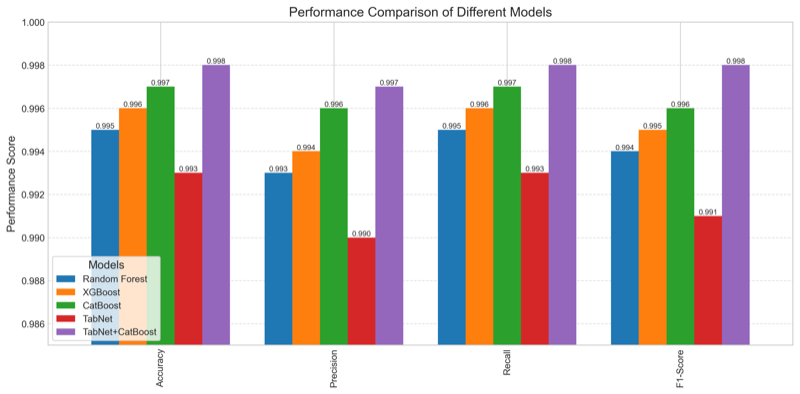 Performance Comparison of Different Models
Performance Score
1.000
0.998
0.996
0.994
0.992
0.990
0.988
0.986
0.995
0.996
0.997
0.993
0.998
0.993
0.994
0.996
0.990
0.997
0.995
0.996
0.997
0.993
0.998
0.994
0.995
0.996
0.991
0.998
Models
Random Forest
XGBoost
CatBoost
TabNet
TabNet+CatBoost
Accuracy
Precision
Recall
F1-Score